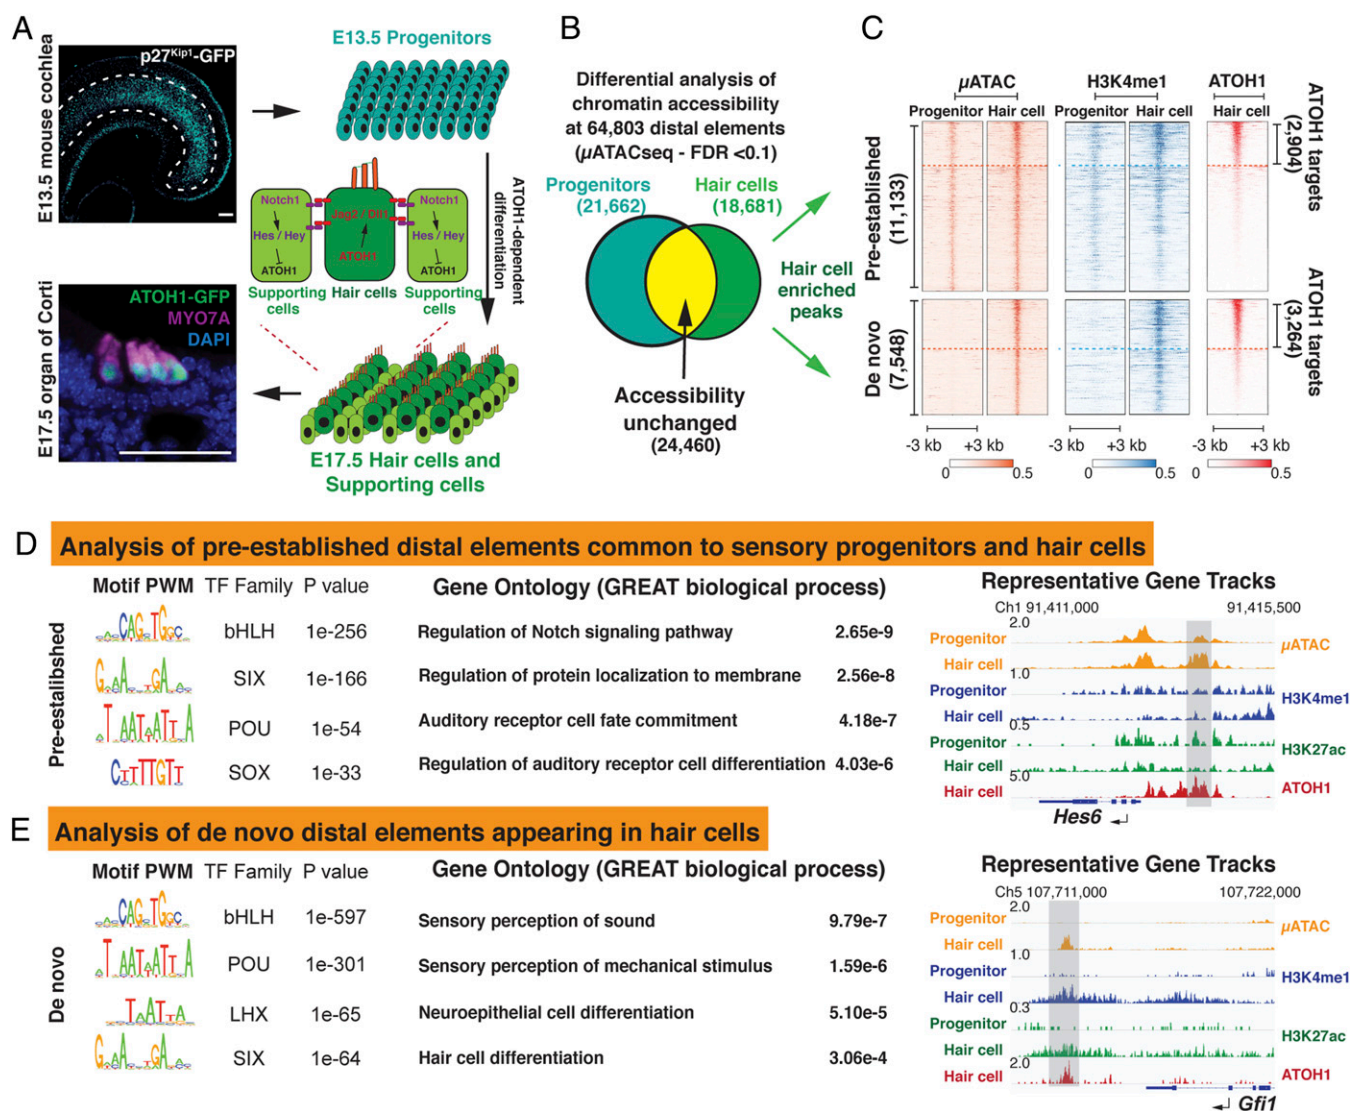 A
E13.5 mouse cochlea
p27Kip1-GFP
E13.5 Progenitors
ATOH1-dependent
differentiation
Notch1
Hes / Hey
ATOH1
Supporting
cells
Jag2 / Dll1
ATOH1
Hair cells
Notch1
Hes / Hey
ATOH1
Supporting
cells
E17.5 organ of Corti
ATOH1-GFP
MYO7A
DAPI
E17.5 Hair cells and
Supporting cells
B
Differential analysis of
chromatin accessibility
at 64,803 distal elements
(µATACseq - FDR <0.1)
Progenitors
(21,662)
Hair cells
(18,681)
Hair cell
enriched
peaks
Accessibility
unchanged
(24,460)
C
µATAC
H3K4me1
ATOH1
Progenitor Hair cell
Progenitor Hair cell
Hair cell
Pre-established
(11,133)
De novo
(7,548)
ATOH1 targets
(2,904)
ATOH1 targets
(3,264)
-3 kb +3 kb
-3 kb +3 kb
-3 kb +3 kb
0 0.5
0 0.5
0 0.5
D
Analysis of pre-established distal elements common to sensory progenitors and hair cells
Pre-estalibshed
Motif PWM TF Family P value
bHLH 1e-256
SIX 1e-166
POU 1e-54
SOX 1e-33
Gene Ontology (GREAT biological process)
Regulation of Notch signaling pathway 2.65e-9
Regulation of protein localization to membrane 2.56e-8
Auditory receptor cell fate commitment 4.18e-7
Regulation of auditory receptor cell differentiation 4.03e-6
Representative Gene Tracks
Ch1 91,411,000 91,415,500
2.0
Progenitor
Hair cell
µATAC
1.0
Progenitor
Hair cell
H3K4me1
0.5
Progenitor
Hair cell
H3K27ac
5.0
Hair cell
ATOH1
Hes6
E
Analysis of de novo distal elements appearing in hair cells
De novo
Motif PWM TF Family P value
bHLH 1e-597
POU 1e-301
LHX 1e-65
SIX 1e-64
Gene Ontology (GREAT biological process)
Sensory perception of sound 9.79e-7
Sensory perception of mechanical stimulus 1.59e-6
Neuroepithelial cell differentiation 5.10e-5
Hair cell differentiation 3.06e-4
Representative Gene Tracks
Ch5 107,711,000 107,722,000
2.0
Progenitor
Hair cell
µATAC
1.0
Progenitor
Hair cell
H3K4me1
0.3
Progenitor
Hair cell
H3K27ac
2.0
Hair cell
ATOH1
Gfi1